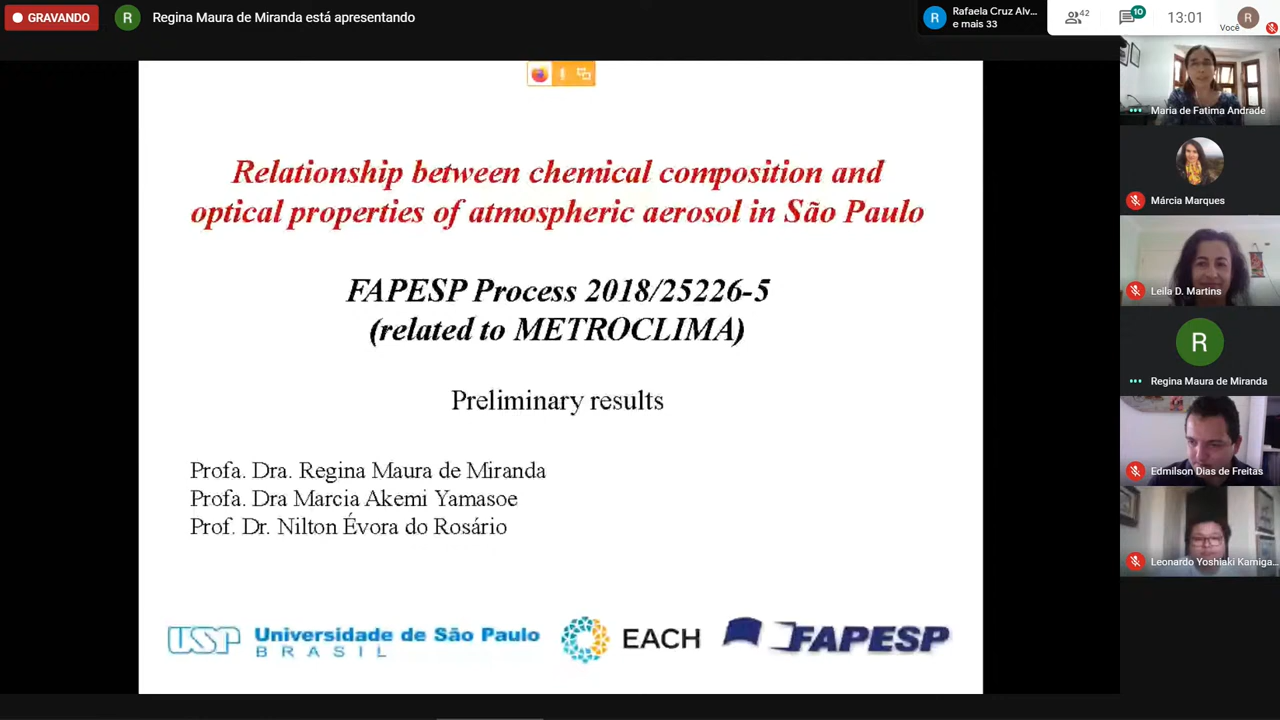 GRAVANDO
R
Regina Maura de Miranda está apresentando
R
Rafaela Cruz Alv...
e mais 33
42
10
13:01
Você
R
Relationship between chemical composition and
optical properties of atmospheric aerosol in São Paulo
FAPESP Process 2018/25226-5
(related to METROCLIMA)
Preliminary results
Profa. Dra. Regina Maura de Miranda
Profa. Dra Marcia Akemi Yamasoe
Prof. Dr. Nilton Évora do Rosário
USP
Universidade de São Paulo
BRASIL
EACH
FAPESP
Maria de Fatima Andrade
Márcia Marques
Leila D. Martins
R
Regina Maura de Miranda
Edmilson Dias de Freitas
Leonardo Yoshiaki Kamiga...